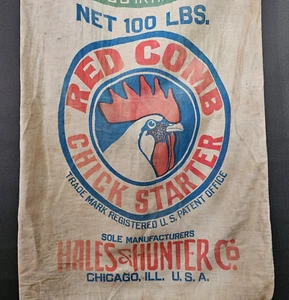 NET 100 LBS.
RED COMB
CHICK STARTER
TRADE MARK REGISTERED U.S. PATENT OFFICE
SOLE MANUFACTURERS
HALES & HUNTER CO
CHICAGO, ILL. U.S.A.